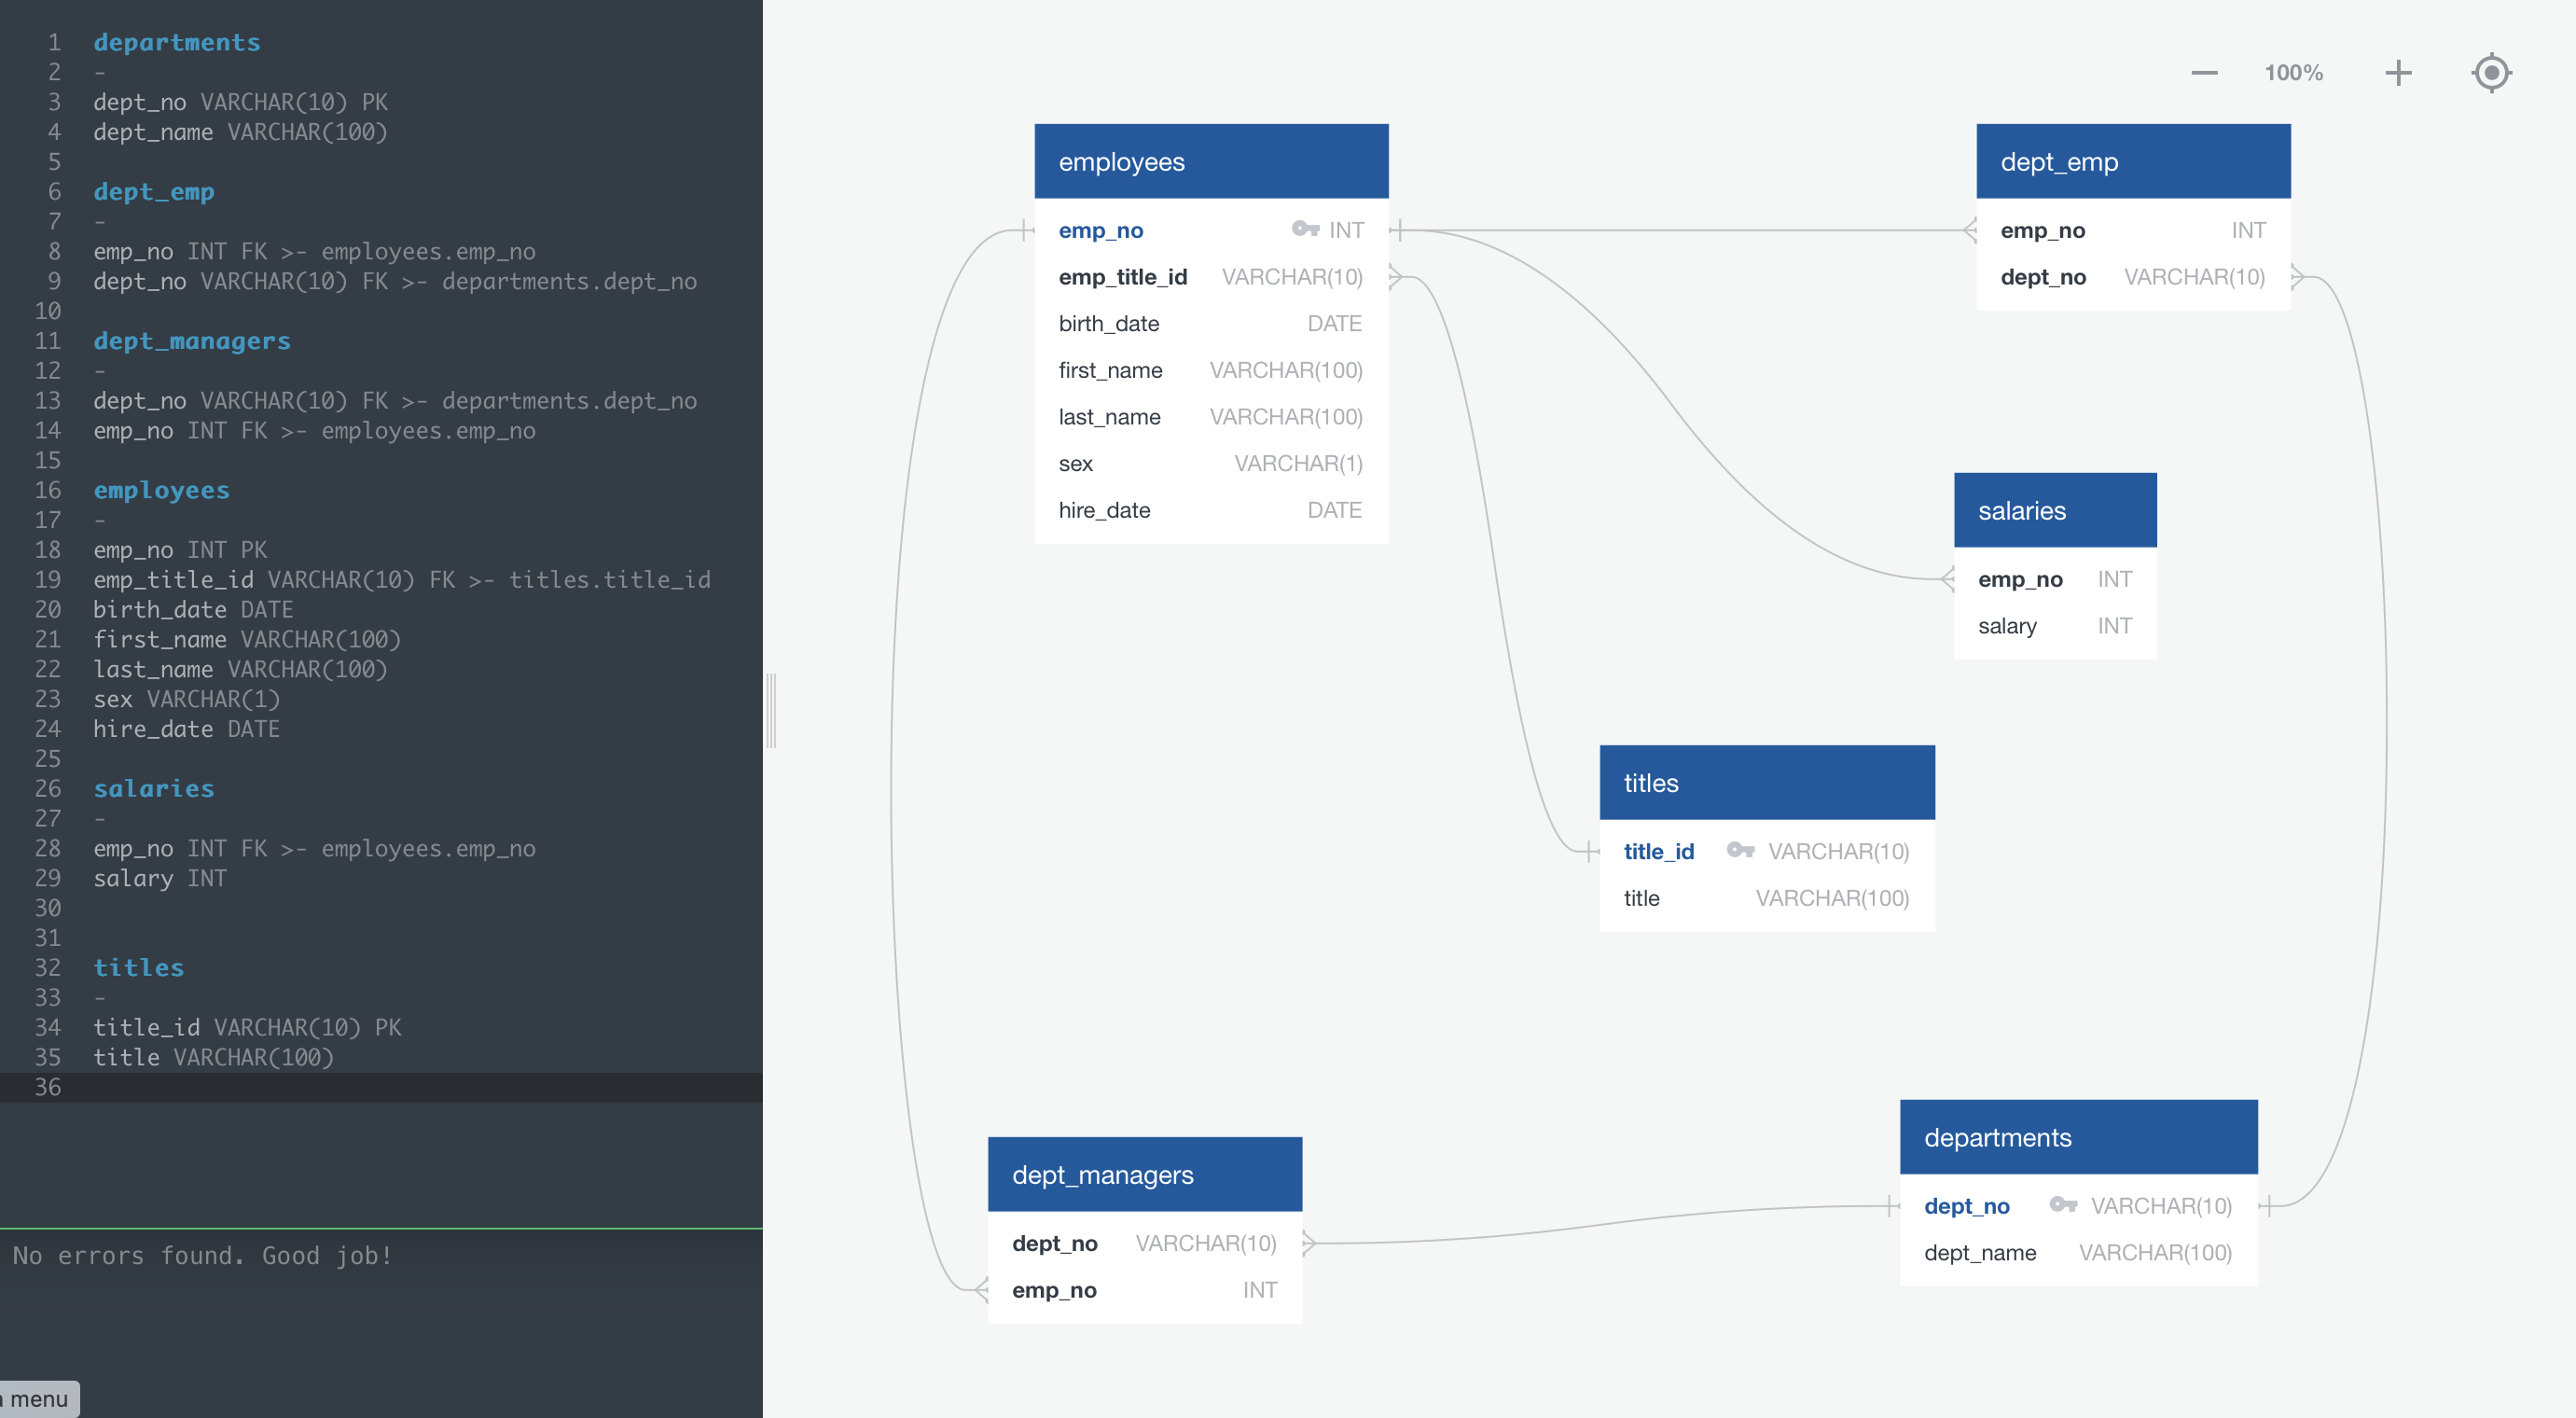 1 departments
2 -
3 dept_no VARCHAR(10) PK
4 dept_name VARCHAR(100)
5
6 dept_emp
7 -
8 emp_no INT FK >- employees.emp_no
9 dept_no VARCHAR(10) FK >- departments.dept_no
10
11 dept_managers
12 -
13 dept_no VARCHAR(10) FK >- departments.dept_no
14 emp_no INT FK >- employees.emp_no
15
16 employees
17 -
18 emp_no INT PK
19 emp_title_id VARCHAR(10) FK >- titles.title_id
20 birth_date DATE
21 first_name VARCHAR(100)
22 last_name VARCHAR(100)
23 sex VARCHAR(1)
24 hire_date DATE
25
26 salaries
27 -
28 emp_no INT FK >- employees.emp_no
29 salary INT
30
31
32 titles
33 -
34 title_id VARCHAR(10) PK
35 title VARCHAR(100)
36
No errors found. Good job!
menu
100%
employees
emp_no INT
emp_title_id VARCHAR(10)
birth_date DATE
first_name VARCHAR(100)
last_name VARCHAR(100)
sex VARCHAR(1)
hire_date DATE
dept_emp
emp_no INT
dept_no VARCHAR(10)
salaries
emp_no INT
salary INT
titles
title_id VARCHAR(10)
title VARCHAR(100)
dept_managers
dept_no VARCHAR(10)
emp_no INT
departments
dept_no VARCHAR(10)
dept_name VARCHAR(100)